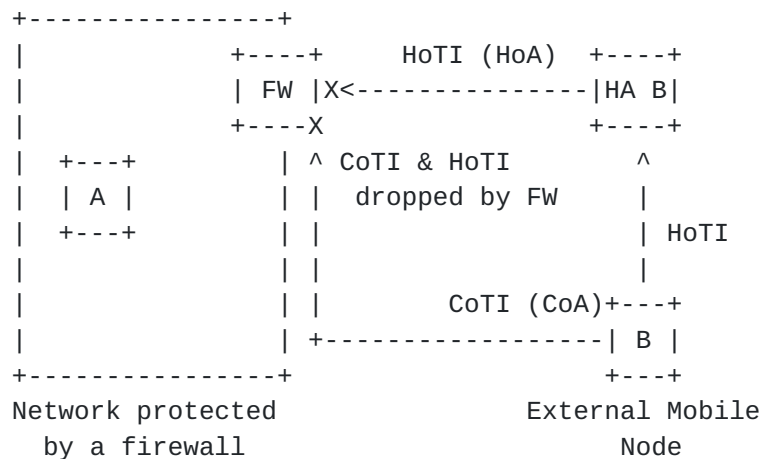 HoTI (HoA)
FW X HA B
X
CoTI & HoTI
A dropped by FW
HoTI
CoTI (CoA)
B
Network protected External Mobile
by a firewall Node